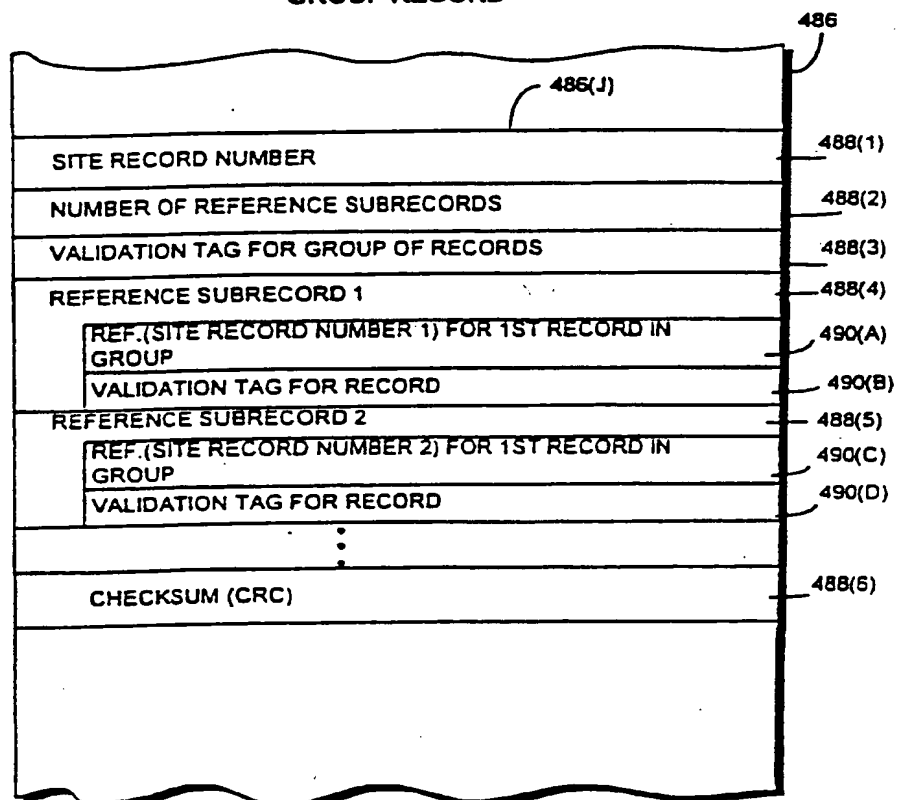 GROUP RECORD
486
486(J)
SITE RECORD NUMBER 488(1)
NUMBER OF REFERENCE SUBRECORDS 488(2)
VALIDATION TAG FOR GROUP OF RECORDS 488(3)
REFERENCE SUBRECORD 1 488(4)
REF.(SITE RECORD NUMBER 1) FOR 1ST RECORD IN
GROUP 490(A)
VALIDATION TAG FOR RECORD 490(B)
REFERENCE SUBRECORD 2 488(5)
REF.(SITE RECORD NUMBER 2) FOR 1ST RECORD IN
GROUP 490(C)
VALIDATION TAG FOR RECORD 490(D)
CHECKSUM (CRC) 488(6)